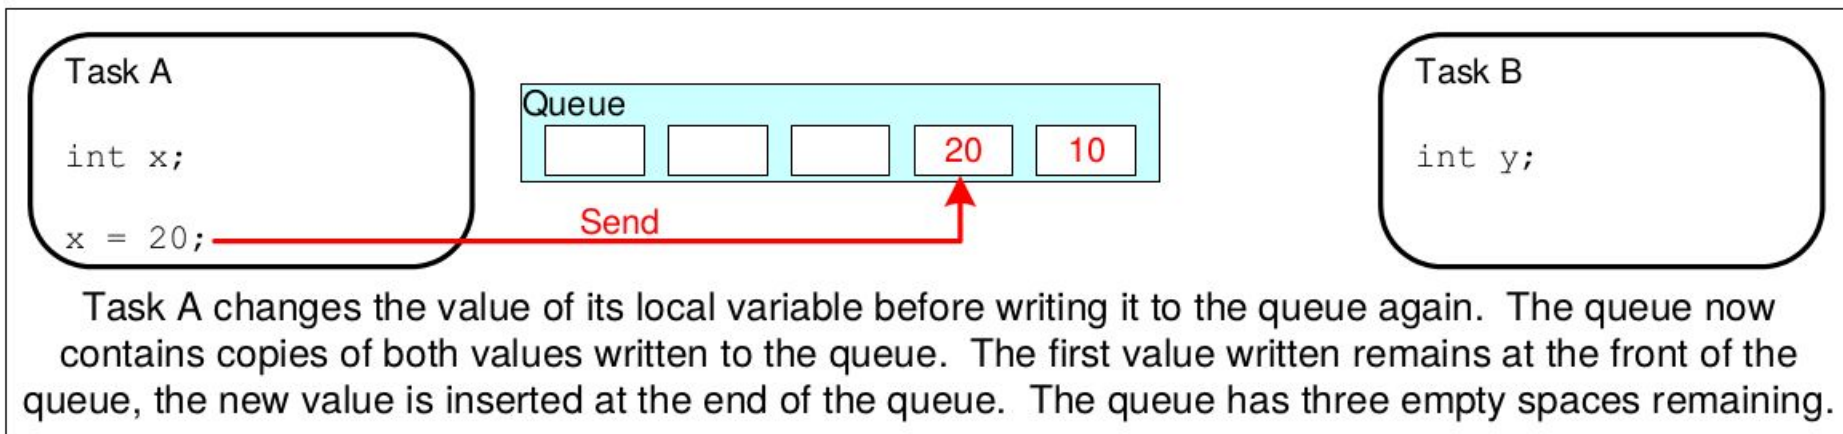 Task A
int x;
x = 20;
Queue
20 10
Send
Task B
int y;
Task A changes the value of its local variable before writing it to the queue again. The queue now
contains copies of both values written to the queue. The first value written remains at the front of the
queue, the new value is inserted at the end of the queue. The queue has three empty spaces remaining.